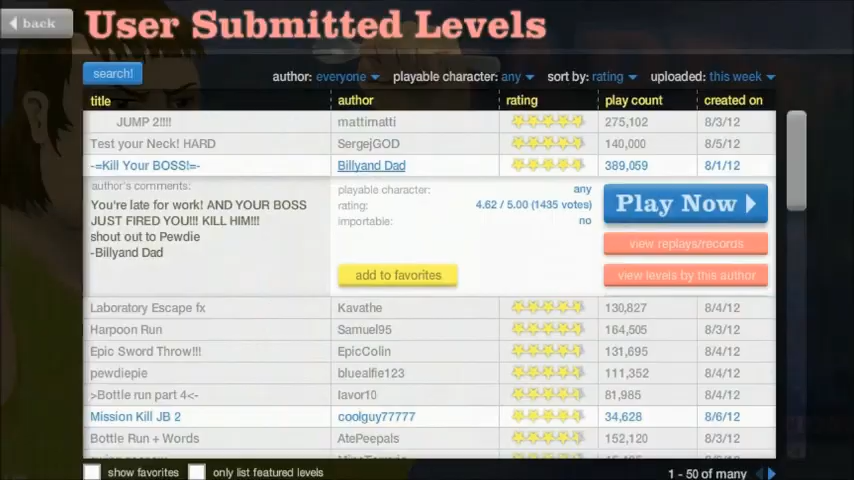 back
User Submitted Levels
search!
author: everyone playable character: any sort by: rating uploaded: this week
title author rating play count created on
JUMP 2!!!! mattimatti 275,102 8/3/12
Test your Neck! HARD SergejGOD 140,000 8/5/12
-=Kill Your BOSS!=- Billyand Dad 389,059 8/1/12
author's comments:
You're late for work! AND YOUR BOSS
JUST FIRED YOU!!! KILL HIM!!!
shout out to Pewdie
-Billyand Dad
playable character: any
rating: 4.62 / 5.00 (1435 votes)
importable: no
add to favorites
Play Now
view replays/records
view levels by this author
Laboratory Escape fx Kavathe 130,827 8/4/12
Harpoon Run Samuel95 164,505 8/3/12
Epic Sword Throw!!! EpicColin 131,695 8/4/12
pewdiepie bluealfie123 111,352 8/4/12
>Bottle run part 4<- lavor10 81,985 8/4/12
Mission Kill JB 2 coolguy77777 34,628 8/6/12
Bottle Run + Words AtePeepals 152,120 8/3/12
show favorites only list featured levels 1 - 50 of many